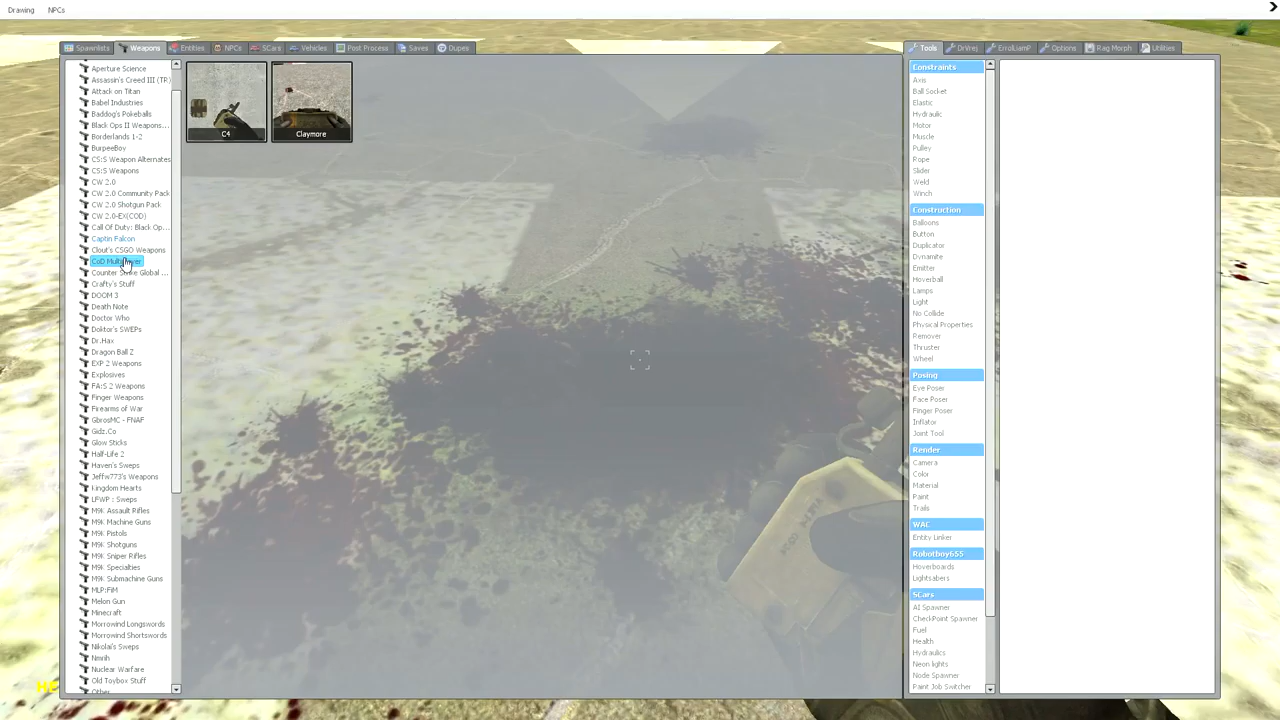 Drawing NPCs
Spawnlists Weapons Entities NPCs SCars Vehicles Post Process Saves Dupes
Tools DrVrej ErrolLiamP Options Rag Morph Utilities
Aperture Science
Assassin's Creed III (TR)
Attack on Titan
Babel Industries
Baddog's Pokeballs
Black Ops II Weapons...
Borderlands 1-2
BurpeeBoy
CS:S Weapon Alternates
CS:S Weapons
CW 2.0
CW 2.0 Community Pack
CW 2.0 Shotgun Pack
CW 2.0-EX(COD)
Call Of Duty: Black Op...
Captin Falcon
Clout's CSGO Weapons
CoD Multiplayer
Counter Strike Global ...
Crafty's Stuff
DOOM 3
Death Note
Doctor Who
Doktor's SWEPs
Dr.Hax
Dragon Ball Z
EXP 2 Weapons
Explosives
FA:S 2 Weapons
Finger Weapons
Firearms of War
GbrosMC - FNAF
Gidz.Co
Glow Sticks
Half-Life 2
Haven's Sweps
Jeffw773's Weapons
Kingdom Hearts
LFWP : Sweps
M9k Assault Rifles
M9k Machine Guns
M9k Pistols
M9k Shotguns
M9k Sniper Rifles
M9k Specialties
M9k Submachine Guns
MLP:FiM
Melon Gun
Minecraft
Morrowind Longswords
Morrowind Shortswords
Nikolai's Sweps
Nmrih
Nuclear Warfare
Old Toybox Stuff
Other
C4
Claymore
Constraints
Axis
Ball Socket
Elastic
Hydraulic
Motor
Muscle
Pulley
Rope
Slider
Weld
Winch
Construction
Balloons
Button
Duplicator
Dynamite
Emitter
Hoverball
Lamps
Light
No Collide
Physical Properties
Remover
Thruster
Wheel
Posing
Eye Poser
Face Poser
Finger Poser
Inflator
Joint Tool
Render
Camera
Color
Material
Paint
Trails
WAC
Entity Linker
Robotboy655
Hoverboards
Lightsabers
SCars
AI Spawner
CheckPoint Spawner
Fuel
Health
Hydraulics
Neon lights
Node Spawner
Paint Job Switcher